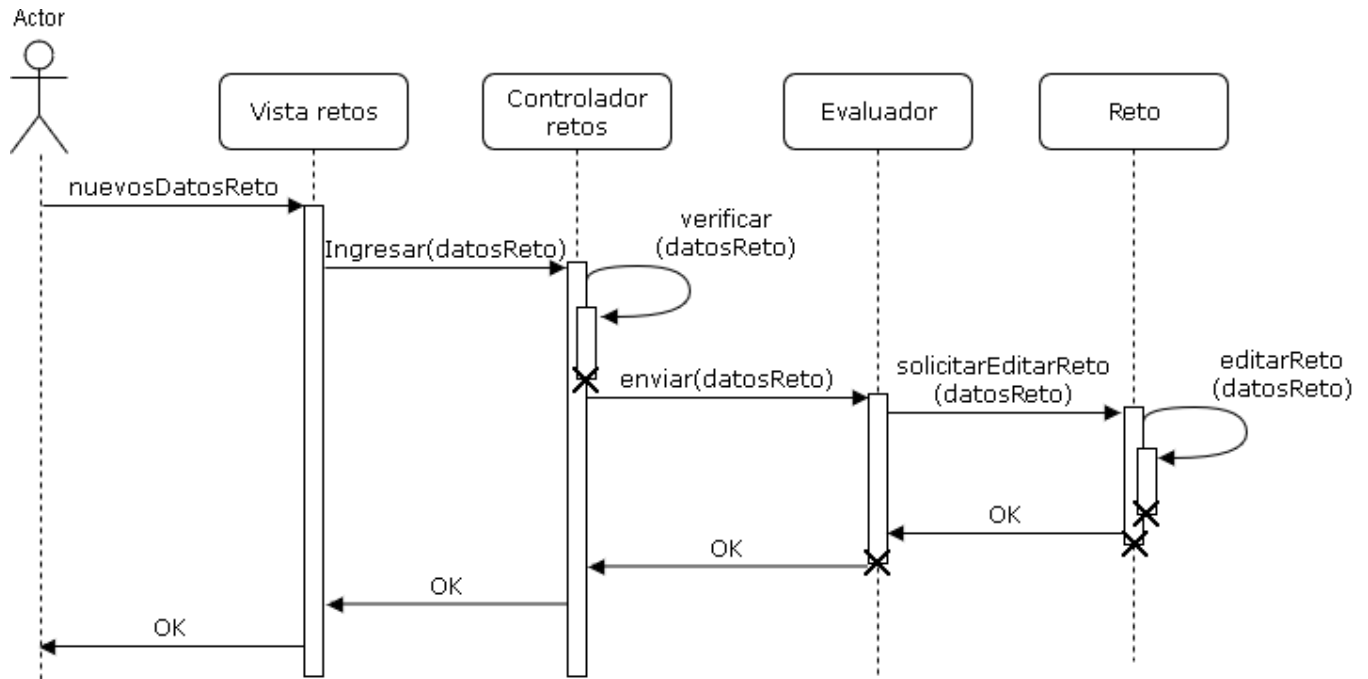 Actor
Vista retos
Controlador
retos
Evaluador
Reto
nuevosDatosReto
Ingresar(datosReto)
verificar
(datosReto)
enviar(datosReto)
solicitarEditarReto
(datosReto)
editarReto
(datosReto)
OK
OK
OK
OK